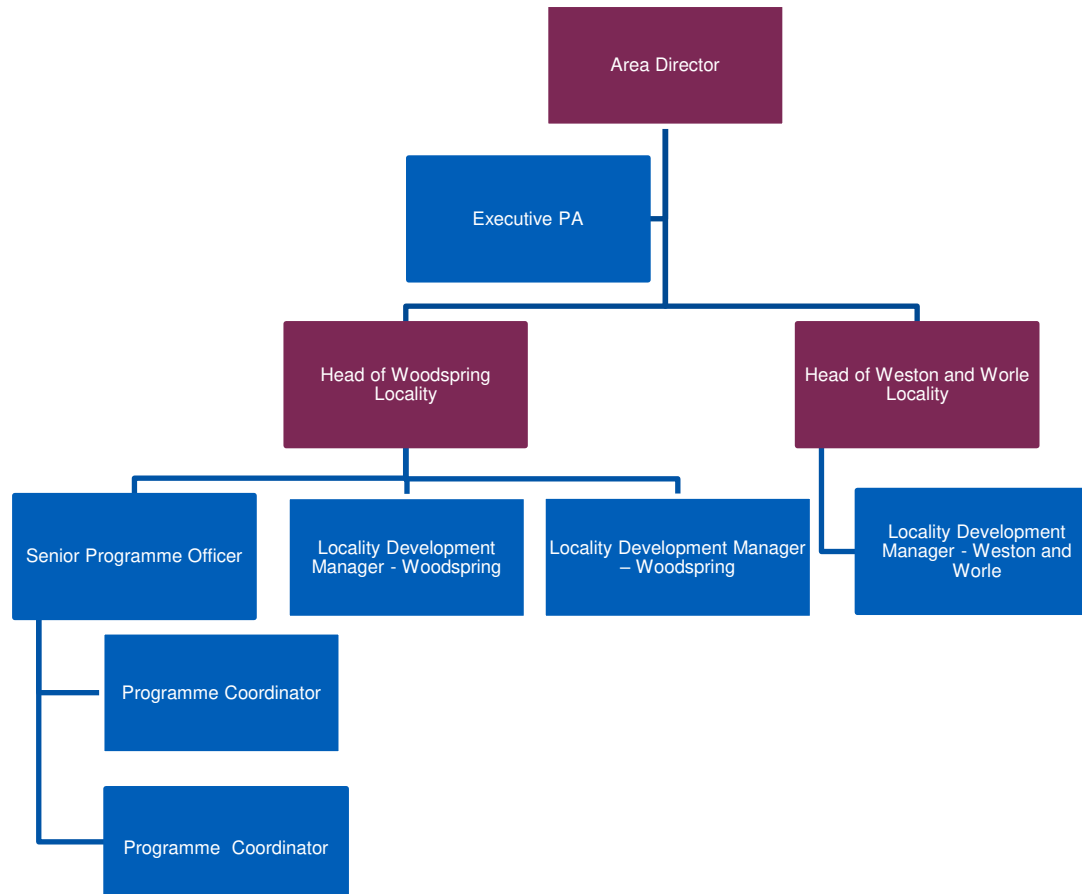 Area Director
Executive PA
Head of Woodspring
Locality
Head of Weston and Worle
Locality
Senior Programme Officer
Locality Development
Manager - Woodspring
Locality Development Manager
– Woodspring
Locality Development
Manager - Weston and
Worle
Programme Coordinator
Programme  Coordinator